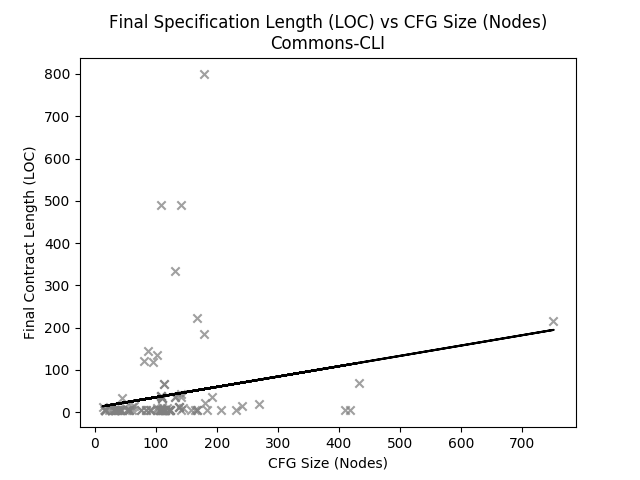 Final Specification Length (LOC) vs CFG Size (Nodes)
Commons-CLI
Final Contract Length (LOC)
800
700
600
500
400
300
200
100
0
0 100 200 300 400 500 600 700
CFG Size (Nodes)